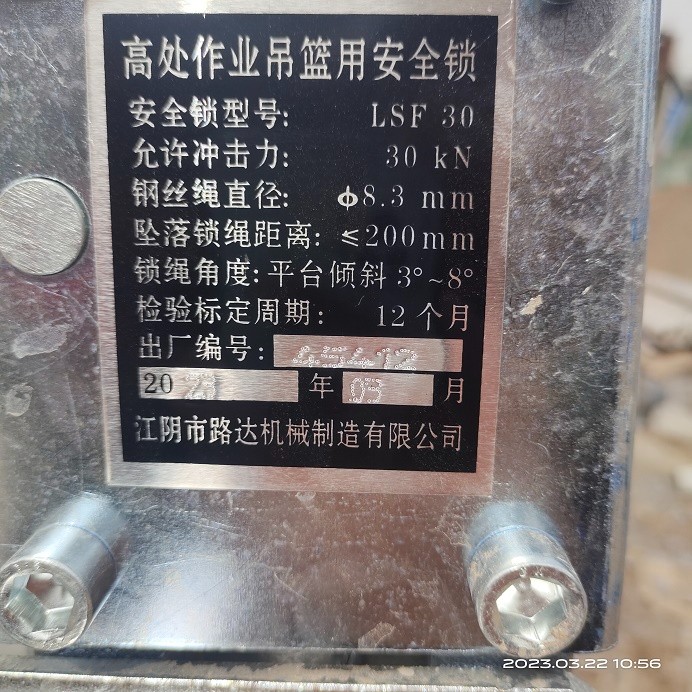 高处作业吊篮用安全锁
安全锁型号: LSF 30
允许冲击力: 30 kN
钢丝绳直径: ϕ8.3 mm
坠落锁绳距离: ≤200mm
锁绳角度:平台倾斜 3°~8°
检验标定周期: 12个月
出厂编号:
20 年 03 月
江阴市路达机械制造有限公司
2023.03.22 10:56